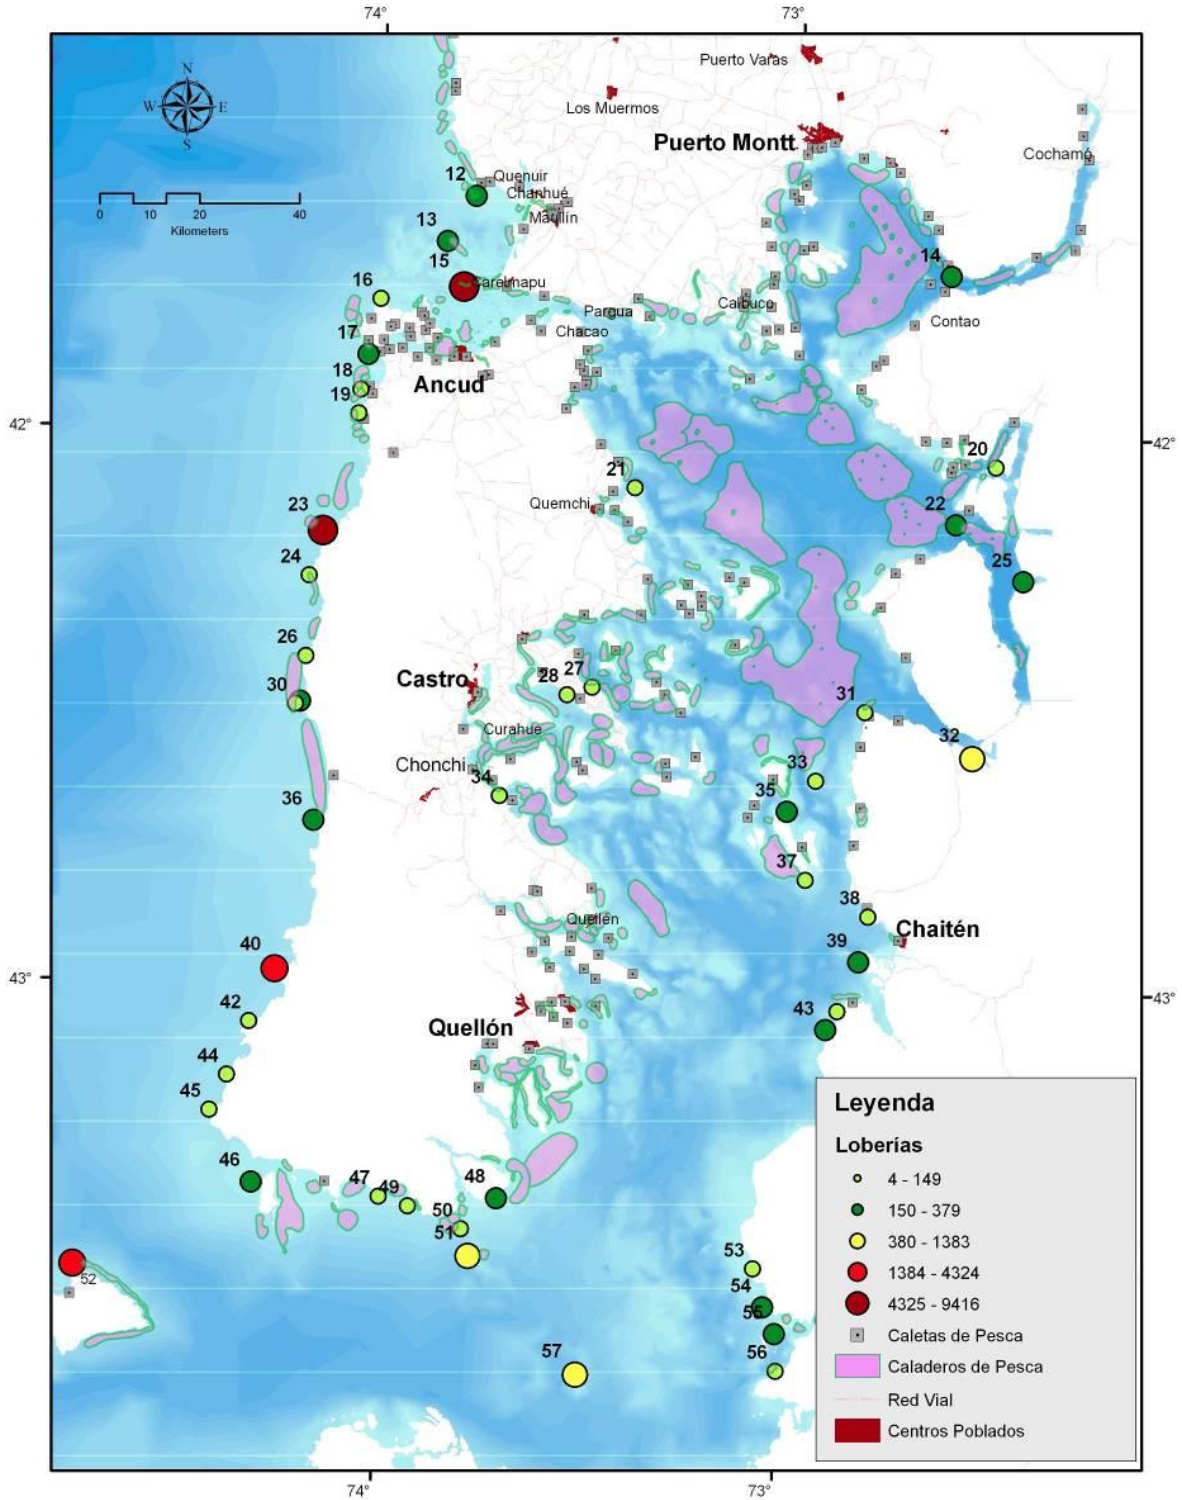 74°
73°
Puerto Varas
N
W
E
S
Los Muermos
Puerto Montt
Cochamó
12
Quenuir
Chanhué
Maullín
0
10
20
40
Kilometers
13
14
15
Carelmapu
16
Calbuco
Pargua
Contao
Chacao
17
18
Ancud
19
42°
42°
20
21
Quemchi
22
23
24
25
26
27
28
Castro
30
31
Curahue
32
Chonchi
33
34
35
36
37
38
Quellén
Chaitén
39
40
43°
43°
42
43
Quellón
44
45
46
47
49
48
50
51
52
53
54
55
56
57
Leyenda
Loberías
4 - 149
150 - 379
380 - 1383
1384 - 4324
4325 - 9416
Caletas de Pesca
Caladeros de Pesca
Red Vial
Centros Poblados
74°
73°